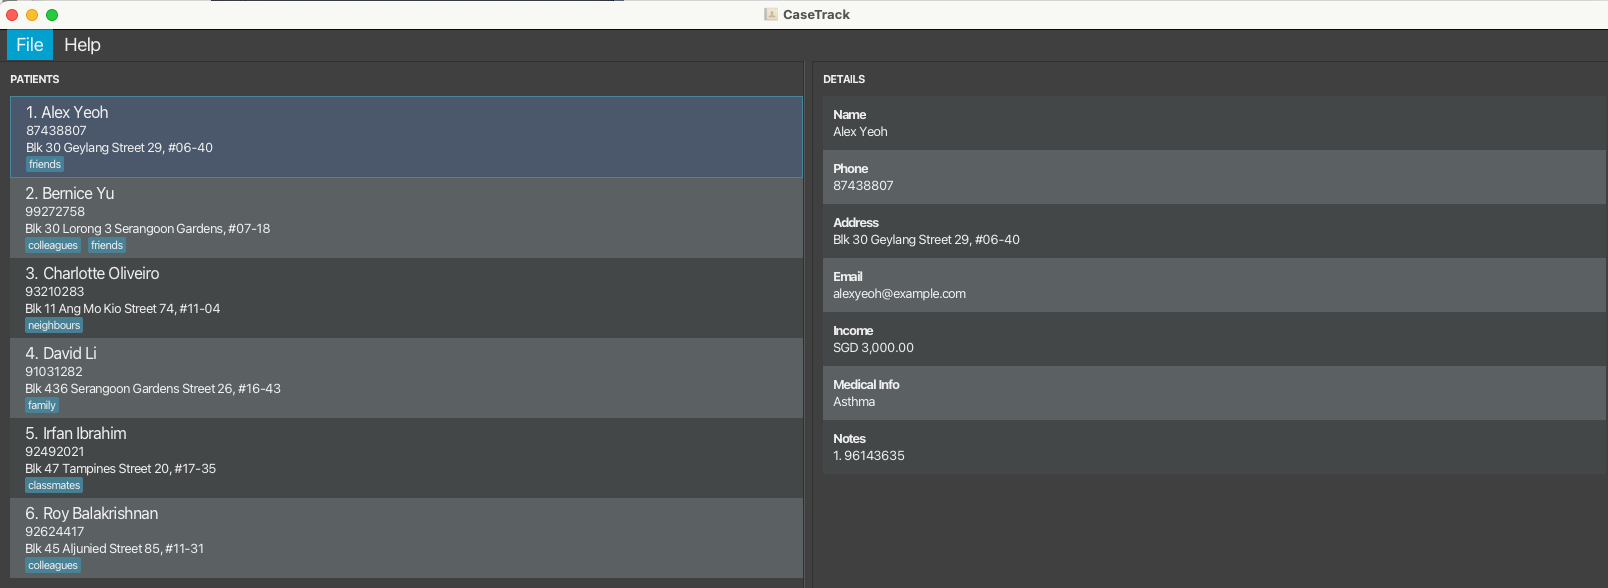 CaseTrack
File Help
PATIENTS
1. Alex Yeoh
87438807
Blk 30 Geylang Street 29, #06-40
friends
2. Bernice Yu
99272758
Blk 30 Lorong 3 Serangoon Gardens, #07-18
colleagues friends
3. Charlotte Oliveiro
93210283
Blk 11 Ang Mo Kio Street 74, #11-04
neighbours
4. David Li
91031282
Blk 436 Serangoon Gardens Street 26, #16-43
family
5. Irfan Ibrahim
92492021
Blk 47 Tampines Street 20, #17-35
classmates
6. Roy Balakrishnan
92624417
Blk 45 Aljunied Street 85, #11-31
colleagues
DETAILS
Name
Alex Yeoh
Phone
87438807
Address
Blk 30 Geylang Street 29, #06-40
Email
alexyeoh@example.com
Income
SGD 3,000.00
Medical Info
Asthma
Notes
1. 96143635